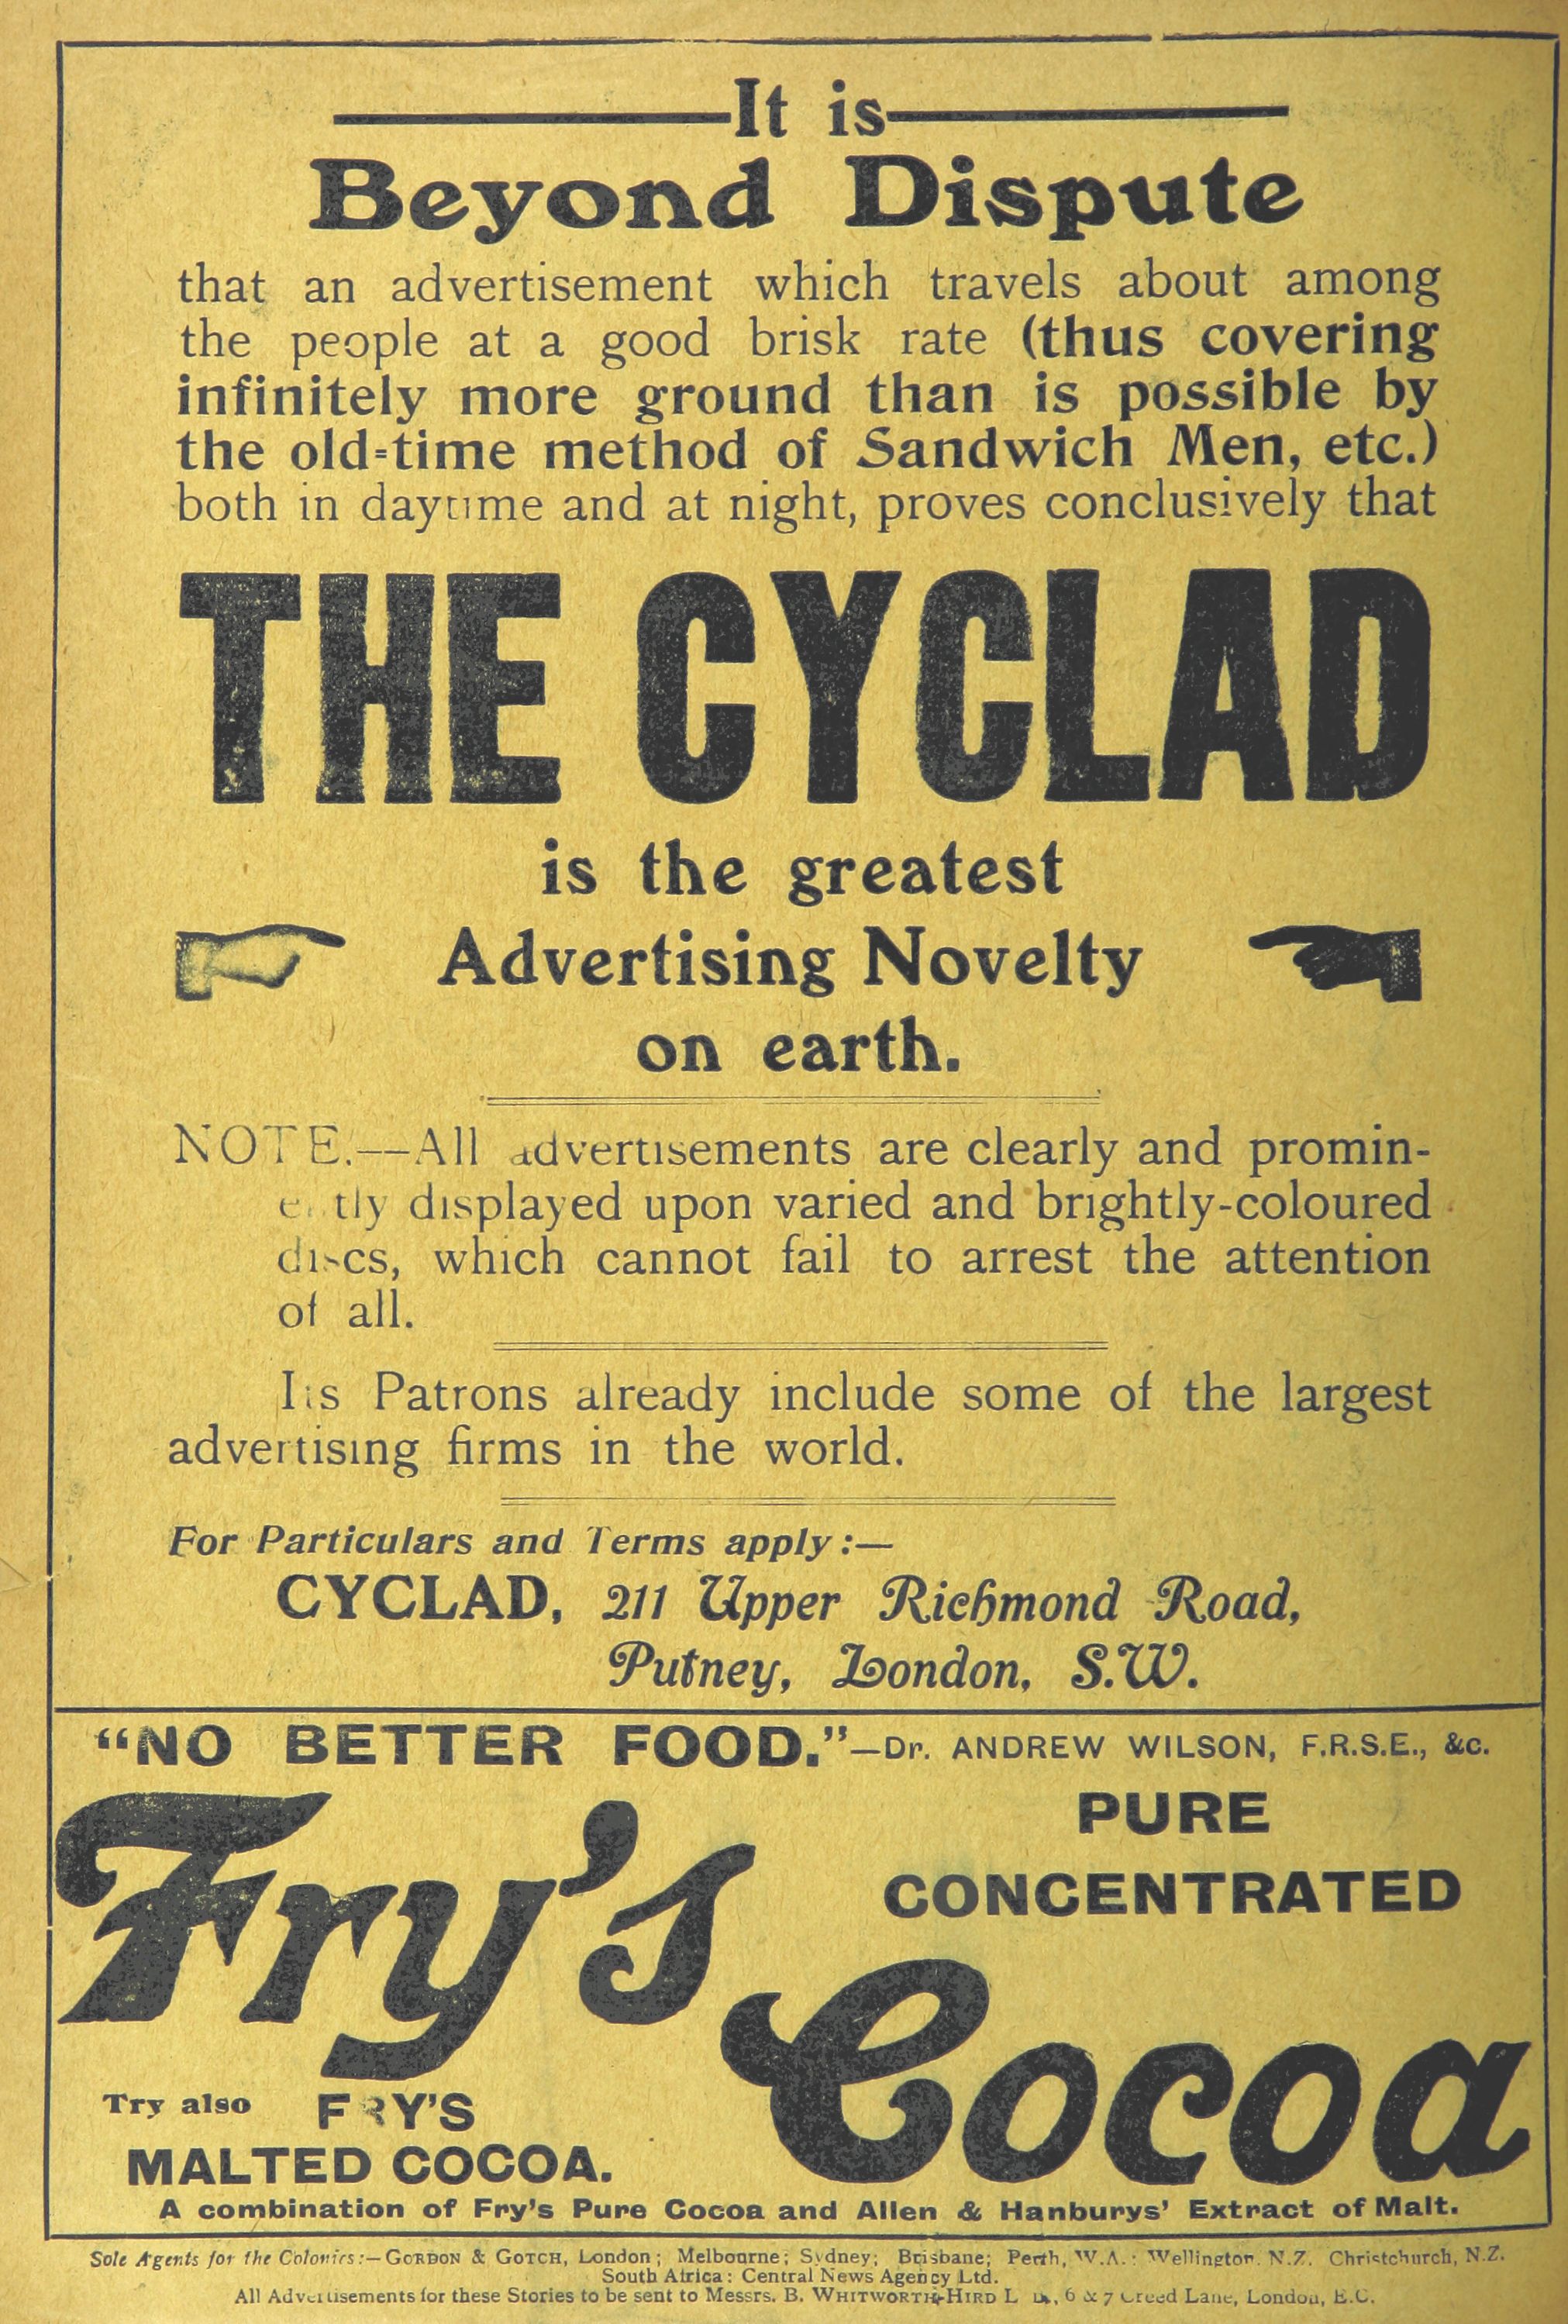 It is
Beyond Dispute
that an advertisement which travels about among
the people at a good brisk rate (thus covering
infinitely more ground than is possible by
the old=time method of Sandwich Men, etc.)
both in daytime and at night, proves conclusively that
THE CYCLAD
is the greatest
Advertising Novelty
on earth.
NOTE.—All advertisements are clearly and promin-
ently displayed upon varied and brightly-coloured
discs, which cannot fail to arrest the attention
of all.
Its Patrons already include some of the largest
advertising firms in the world.
For Particulars and Terms apply:—
CYCLAD, 211 Upper Richmond Road,
Putney, London, S.W.
"NO BETTER FOOD."—Dr. ANDREW WILSON, F.R.S.E., &c.
Fry's
PURE
CONCENTRATED
Cocoa
Try also FRY'S
MALTED COCOA.
A combination of Fry's Pure Cocoa and Allen & Hanburys' Extract of Malt.
Sole Agents for the Colonies:—GORDON & GOTCH, London; Melbourne; Sydney; Brisbane; Perth, W.A.: Wellington, N.Z. Christchurch, N.Z.
South Africa: Central News Agency Ltd.
All Advertisements for these Stories to be sent to Messrs. B. WHITWORTH-HIRD 6 & 7 Creed Lane, London, E.C.